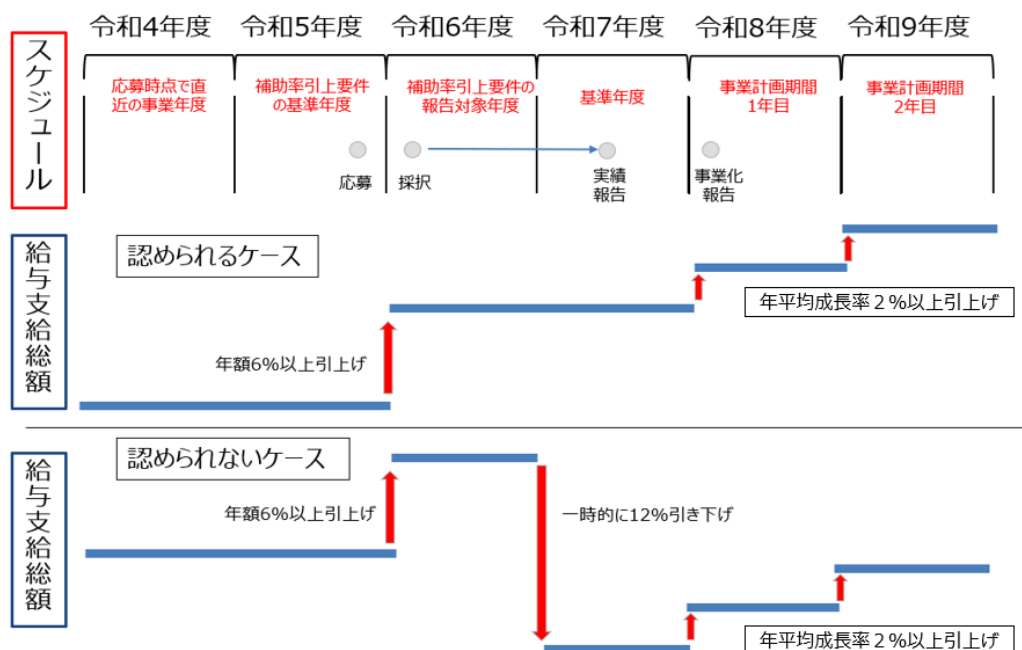 令和4年度 令和5年度 令和6年度 令和7年度 令和8年度 令和9年度
スケジュール
応募時点で直
近の事業年度
補助率引上要件
の基準年度
補助率引上要件の
報告対象年度
基準年度
事業計画期間
1年目
事業計画期間
2年目
応募
採択
実績
報告
事業化
報告
給与支給総額
認められるケース
年額6%以上引上げ
年平均成長率2%以上引上げ
給与支給総額
認められないケース
年額6%以上引上げ
一時的に12%引き下げ
年平均成長率2%以上引上げ